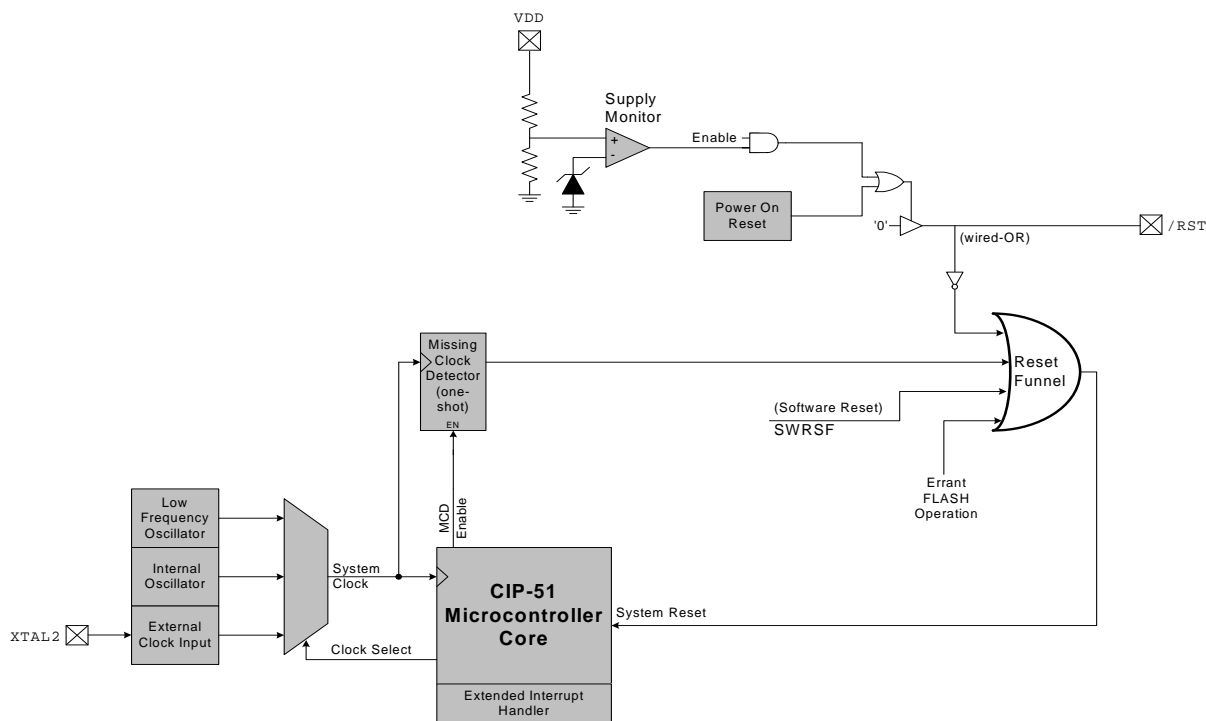 VDD
Supply
Monitor
+
-
Enable
Power On
Reset
'0'
(wired-OR)
/RST
Missing
Clock
Detector
(one-
shot)
EN
Reset
Funnel
(Software Reset)
SWRSF
Errant
FLASH
Operation
MCD
Enable
Low
Frequency
Oscillator
Internal
Oscillator
External
Clock Input
XTAL2
System
Clock
Clock Select
CIP-51
Microcontroller
Core
System Reset
Extended Interrupt
Handler